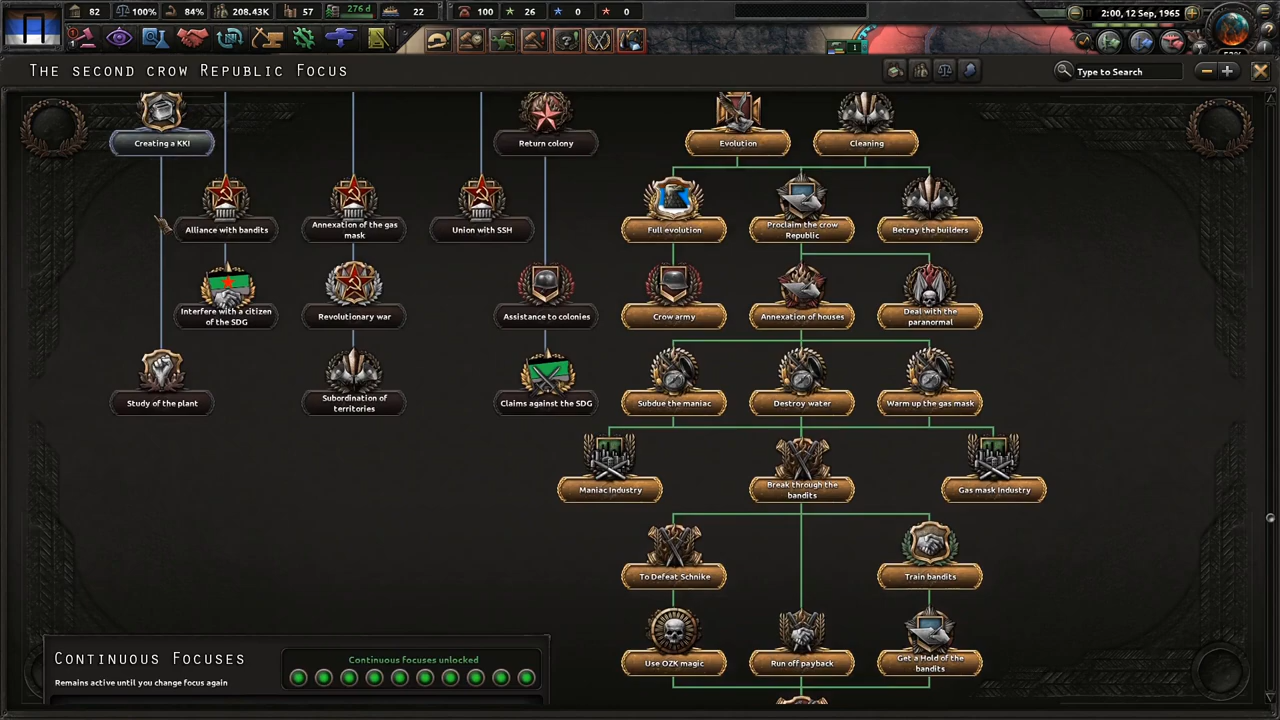 82 100% 84% 208.43K 57 276 d 22 100 26 0 0 2:00, 12 Sep, 1965
1
1
The second crow Republic Focus
Type to Search
Creating a KKI
Return colony
Evolution
Cleaning
Alliance with bandits
Annexation of the gas
mask
Union with SSH
Full evolution
Proclaim the crow
Republic
Betray the builders
Interfere with a citizen
of the SDG
Revolutionary war
Assistance to colonies
Crow army
Annexation of houses
Deal with the
paranormal
Study of the plant
Subordination of
territories
Claims against the SDG
Subdue the maniac
Destroy water
Warm up the gas mask
Maniac Industry
Break through the
bandits
Gas mask Industry
To Defeat Schnike
Train bandits
Use OZK magic
Run off payback
Get a Hold of the
bandits
Continuous Focuses
Continuous focuses unlocked
Remains active until you change focus again